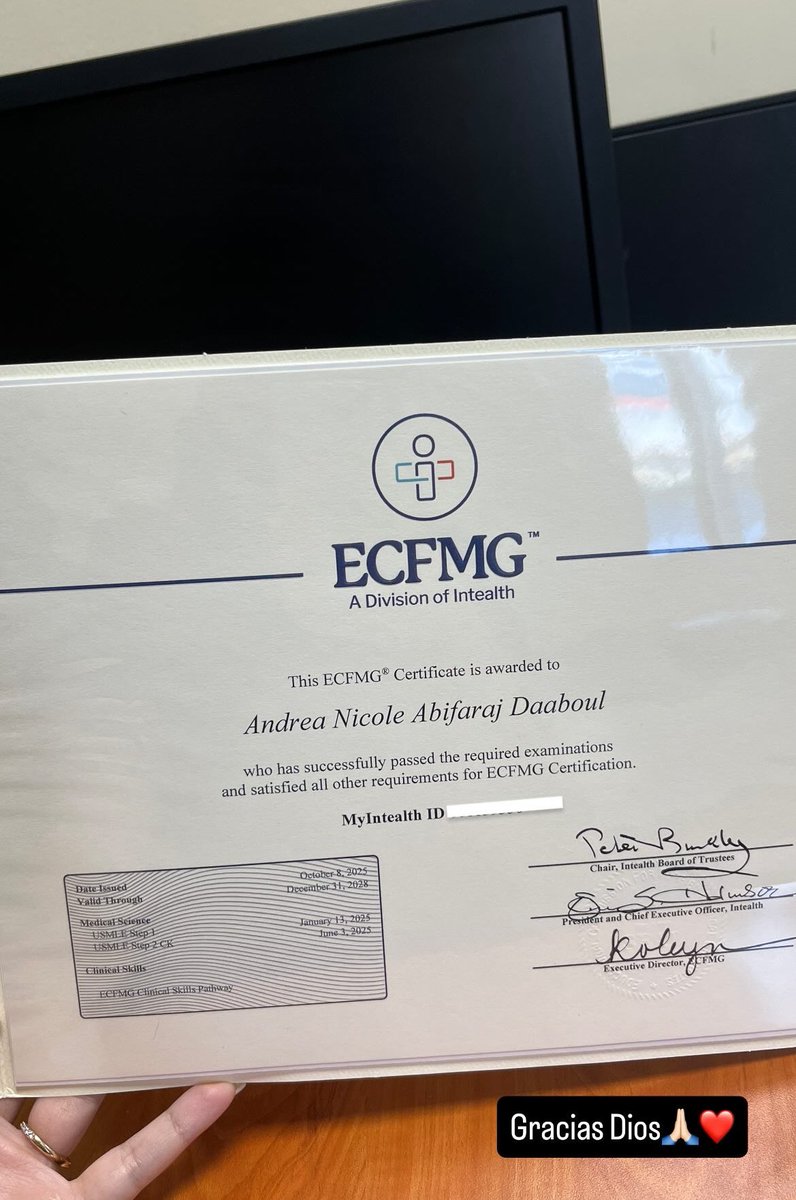 ECFMG™
A Division of Intealth
This ECFMG® Certificate is awarded to
Andrea Nicole Abifaraj Daaboul
who has successfully passed the required examinations
and satisfied all other requirements for ECFMG Certification.
MyIntealth ID
Chair, Intealth Board of Trustees
President and Chief Executive Officer, Intealth
Executive Director, ECFMG
Date Issued October 8, 2025
Valid Through December 31, 2028
Medical Science
USMLE Step 1 January 13, 2025
USMLE Step 2 CK June 3, 2025
Clinical Skills
ECFMG Clinical Skills Pathway
Gracias Dios🙏🏻❤️